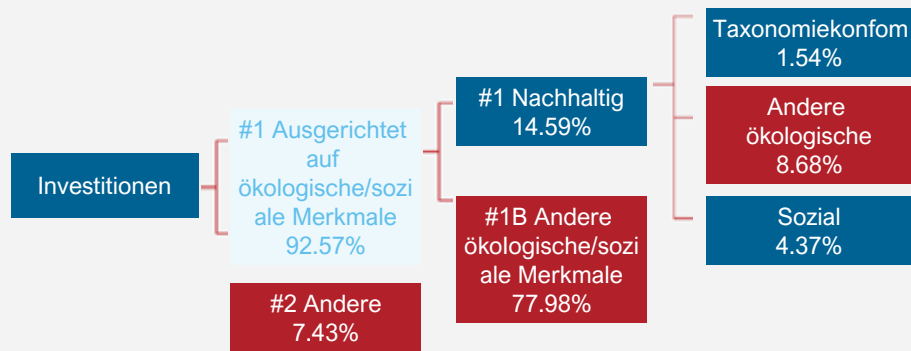 Investitionen
#1 Ausgerichtet
auf
ökologische/sozi
ale Merkmale
92.57%
#2 Andere
7.43%
#1 Nachhaltig
14.59%
#1B Andere
ökologische/sozi
ale Merkmale
77.98%
Taxonomiekonfom
1.54%
Andere
ökologische
8.68%
Sozial
4.37%